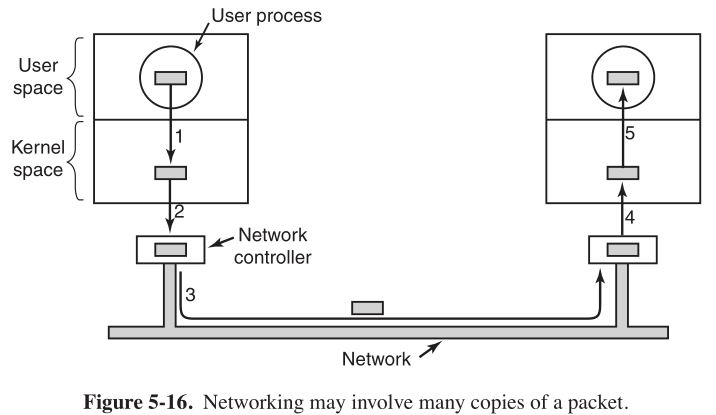 User process
User
space
Kernel
space
1
2
Network
controller
3
5
4
Network
Figure 5-16. Networking may involve many copies of a packet.